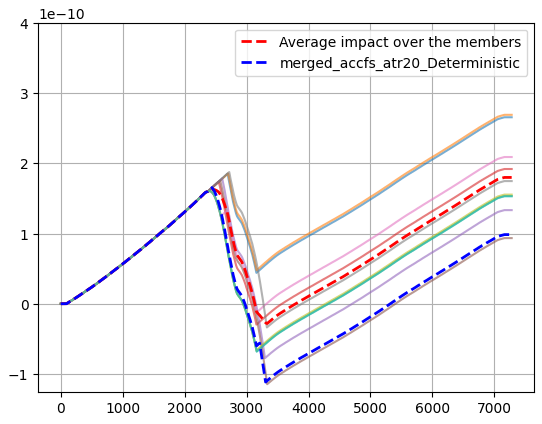 1e−10
4
3
2
1
0
−1
0 1000 2000 3000 4000 5000 6000 7000
Average impact over the members
merged_accfs_atr20_Deterministic